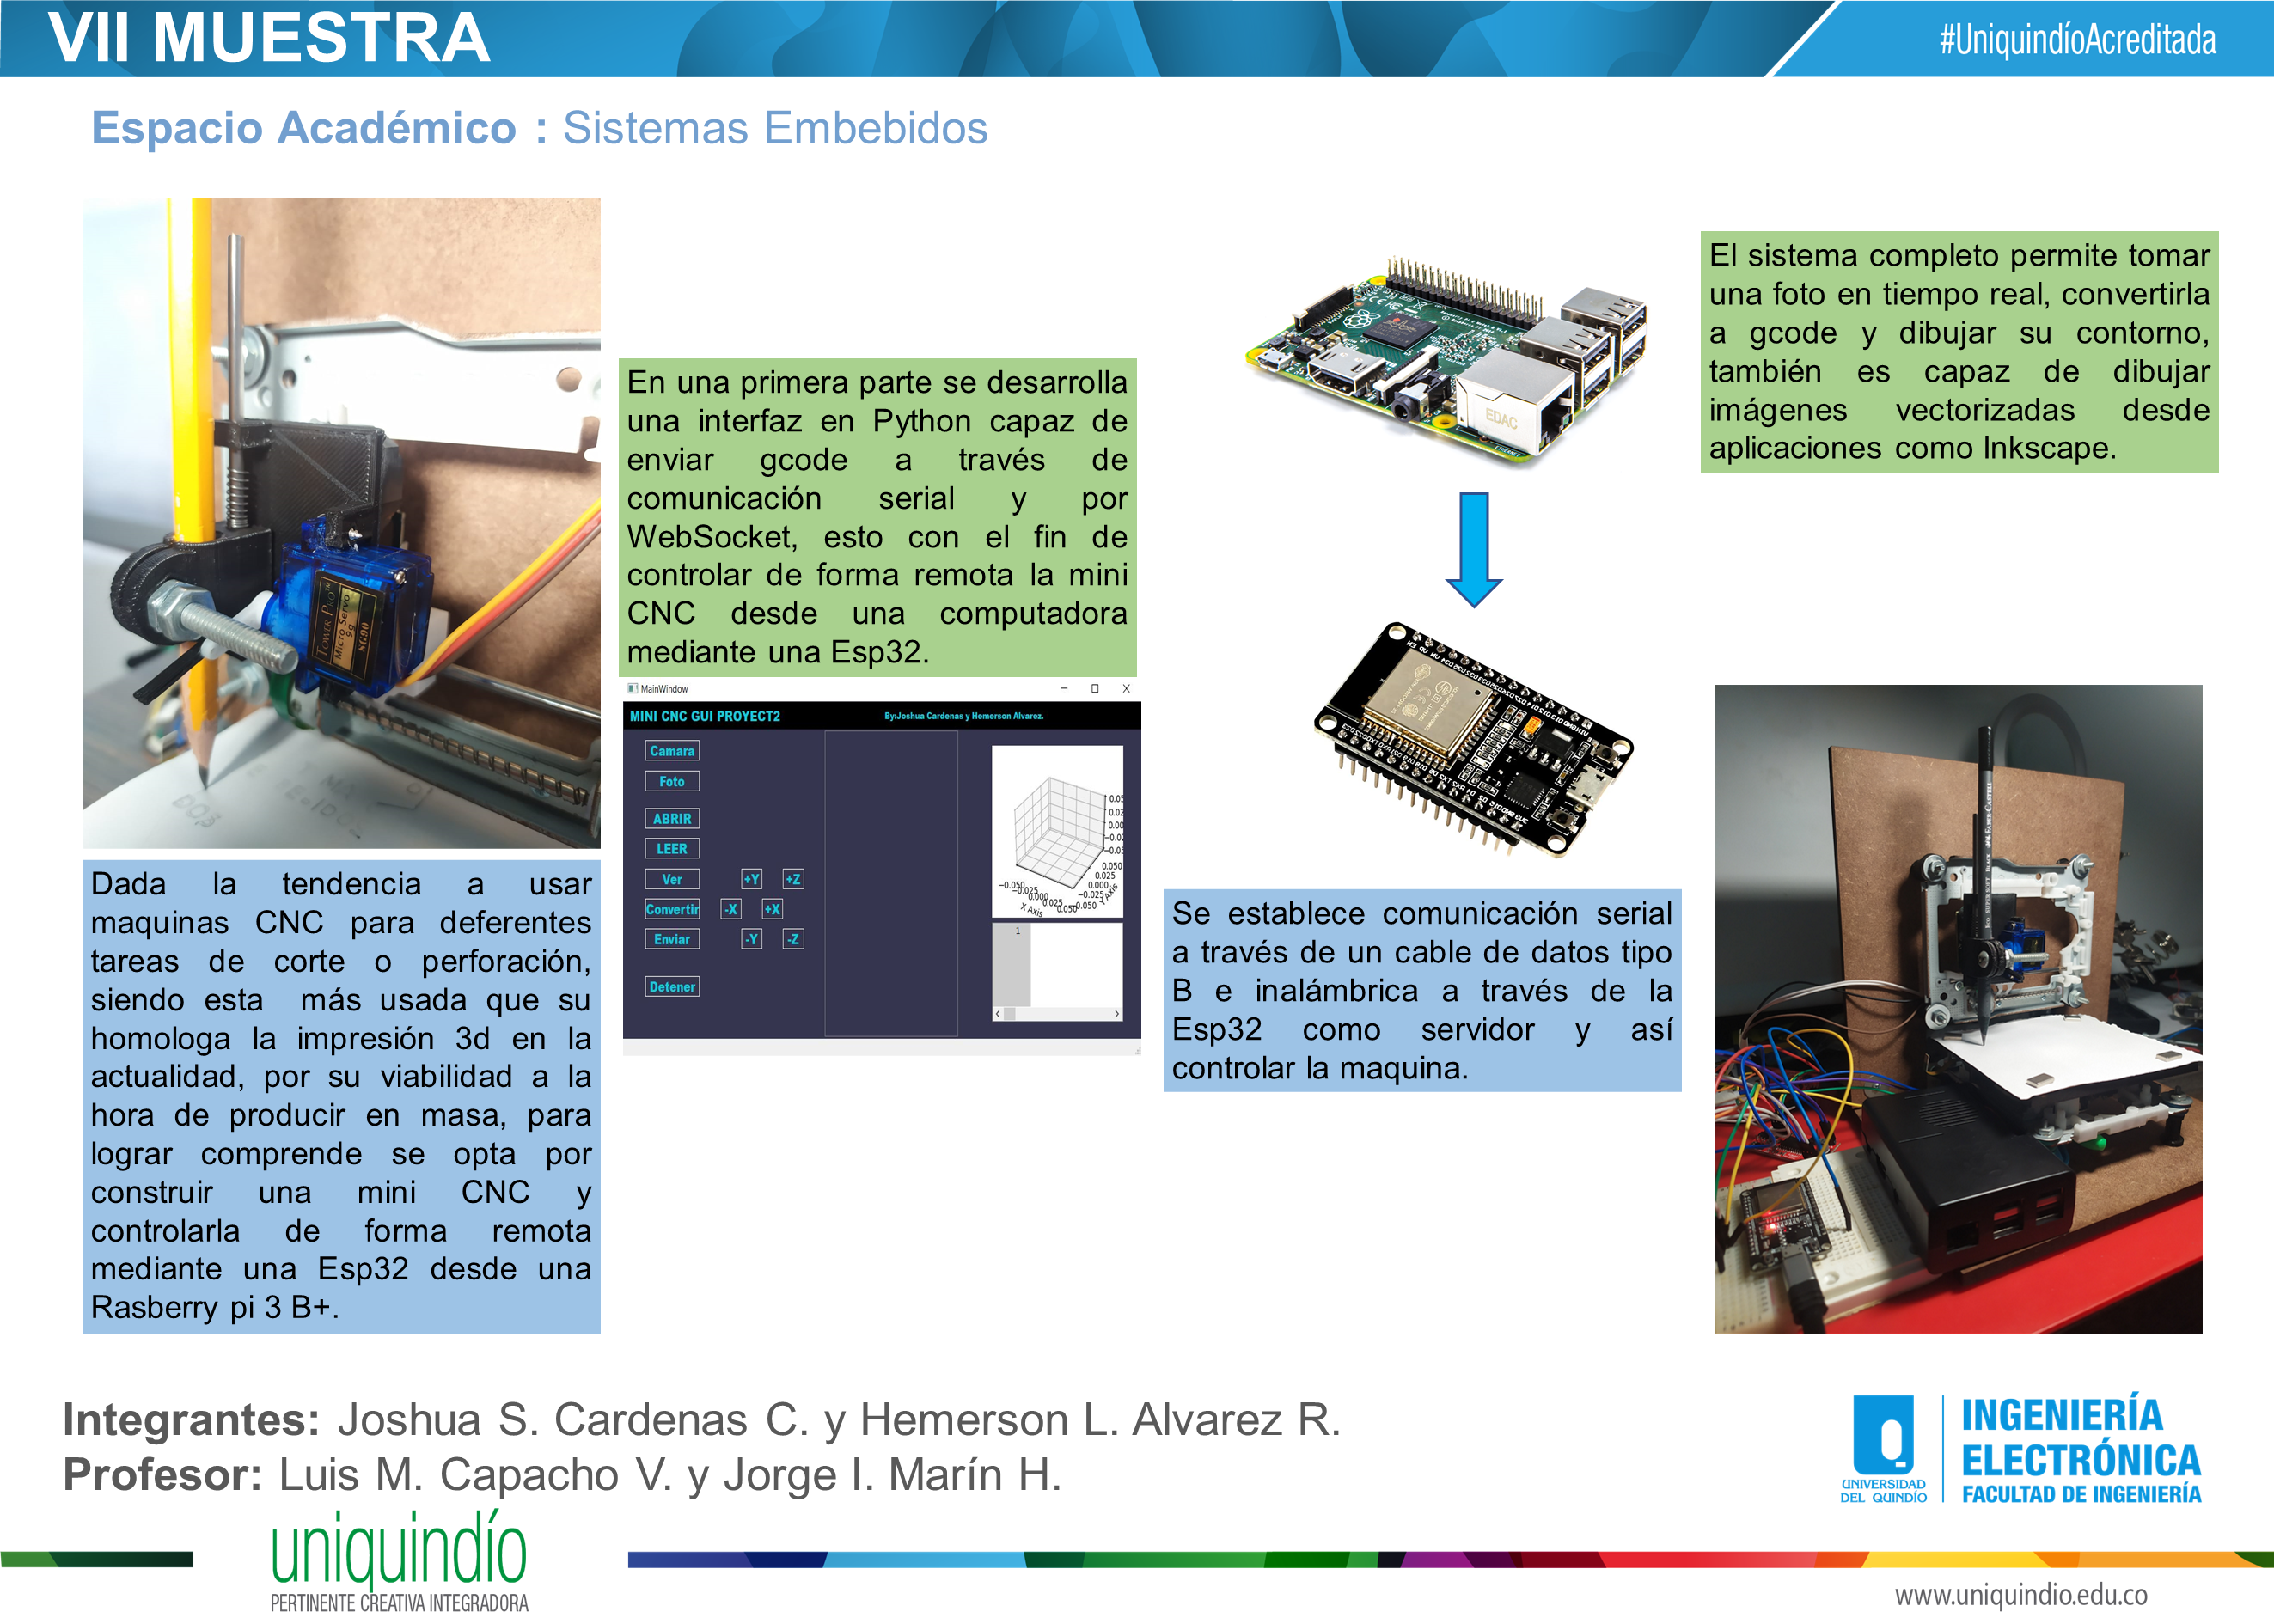 VII MUESTRA
#UniquindíoAcreditada
Espacio Académico : Sistemas Embebidos
TOWER PRO
Micro Servo
9g
SG90
Dada la tendencia a usar
maquinas CNC para deferentes
tareas de corte o perforación,
siendo esta más usada que su
homologa la impresión 3d en la
actualidad, por su viabilidad a la
hora de producir en masa, para
lograr comprende se opta por
construir una mini CNC y
controlarla de forma remota
mediante una Esp32 desde una
Rasberry pi 3 B+.
En una primera parte se desarrolla
una interfaz en Python capaz de
enviar gcode a través de
comunicación serial y por
WebSocket, esto con el fin de
controlar de forma remota la mini
CNC desde una computadora
mediante una Esp32.
MainWindow
MINI CNC GUI PROYECT2 By:Joshua Cardenas y Hemerson Alvarez.
Camara
Foto
ABRIR
LEER
Ver +Y +Z
Convertir -X +X
Enviar -Y -Z
Detener
X Axis
Y Axis
1
EDAC
Se establece comunicación serial
a través de un cable de datos tipo
B e inalámbrica a través de la
Esp32 como servidor y así
controlar la maquina.
El sistema completo permite tomar
una foto en tiempo real, convertirla
a gcode y dibujar su contorno,
también es capaz de dibujar
imágenes vectorizadas desde
aplicaciones como Inkscape.
Integrantes: Joshua S. Cardenas C. y Hemerson L. Alvarez R.
Profesor: Luis M. Capacho V. y Jorge I. Marín H.
UNIVERSIDAD
DEL QUINDÍO
INGENIERÍA
ELECTRÓNICA
FACULTAD DE INGENIERÍA
uniquindío
PERTINENTE CREATIVA INTEGRADORA
www.uniquindio.edu.co